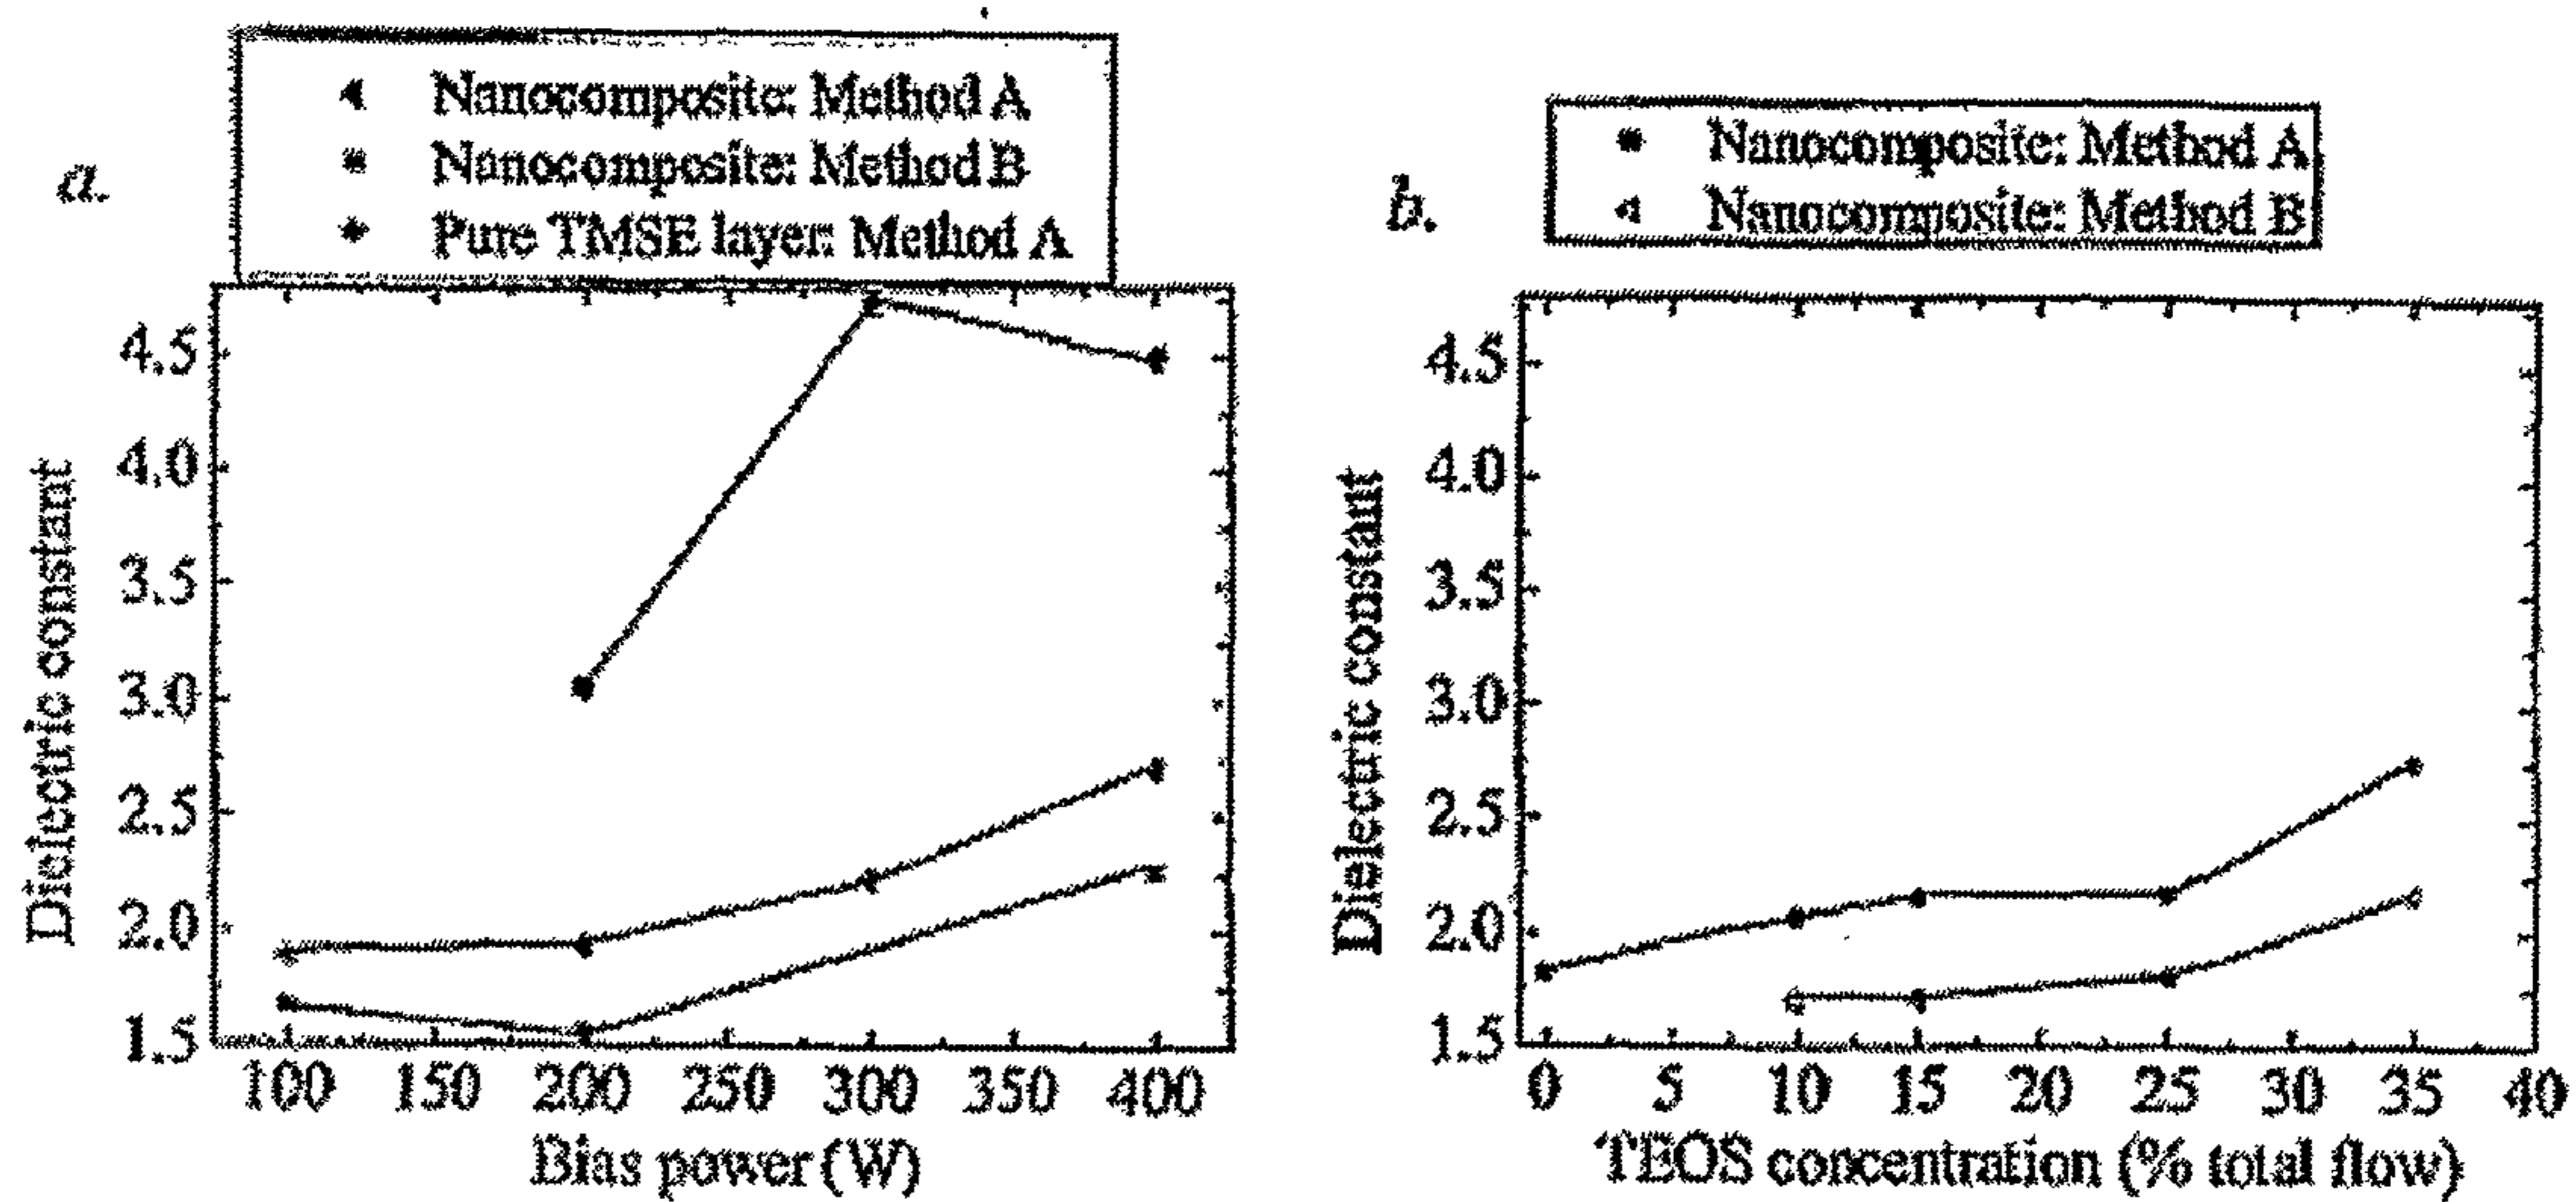 a.
Nanocomposite: Method A
Nanocomposite: Method B
Pure TMSE layer: Method A
Dielectric constant
4.5
4.0
3.5
3.0
2.5
2.0
1.5
100 150 200 250 300 350 400
Bias power (W)
b.
Nanocomposite: Method A
Nanocomposite: Method B
Dielectric constant
4.5
4.0
3.5
3.0
2.5
2.0
1.5
0 5 10 15 20 25 30 35 40
TEOS concentration (% total flow)